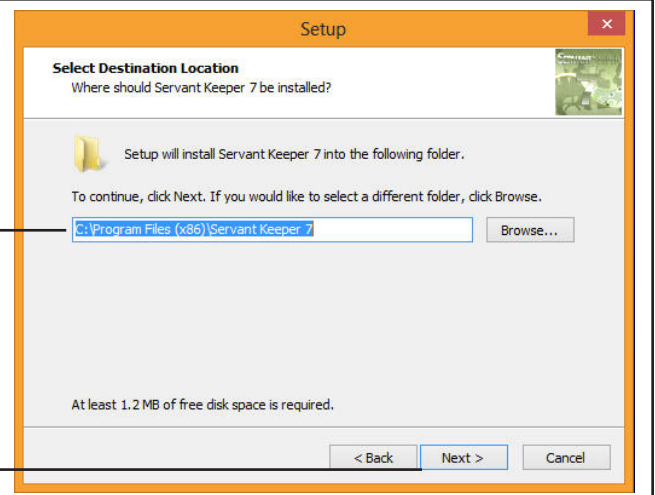 Setup
Select Destination Location
Where should Servant Keeper 7 be installed?
Setup will install Servant Keeper 7 into the following folder.
To continue, click Next. If you would like to select a different folder, click Browse.
C:\Program Files (x86)\Servant Keeper 7
Browse...
At least 1.2 MB of free disk space is required.
< Back
Next >
Cancel